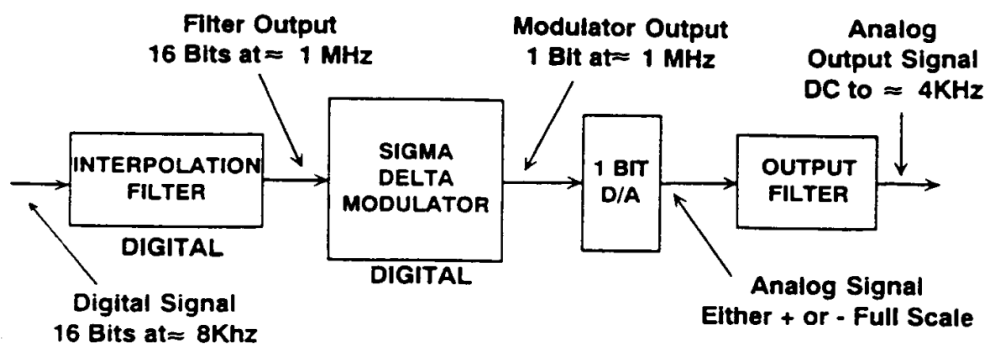 Filter Output
16 Bits at≈ 1 MHz
Modulator Output
1 Bit at≈ 1 MHz
Analog
Output Signal
DC to ≈ 4KHz
INTERPOLATION
FILTER
DIGITAL
SIGMA
DELTA
MODULATOR
DIGITAL
1 BIT
D/A
OUTPUT
FILTER
Digital Signal
16 Bits at≈ 8Khz
Analog Signal
Either + or - Full Scale